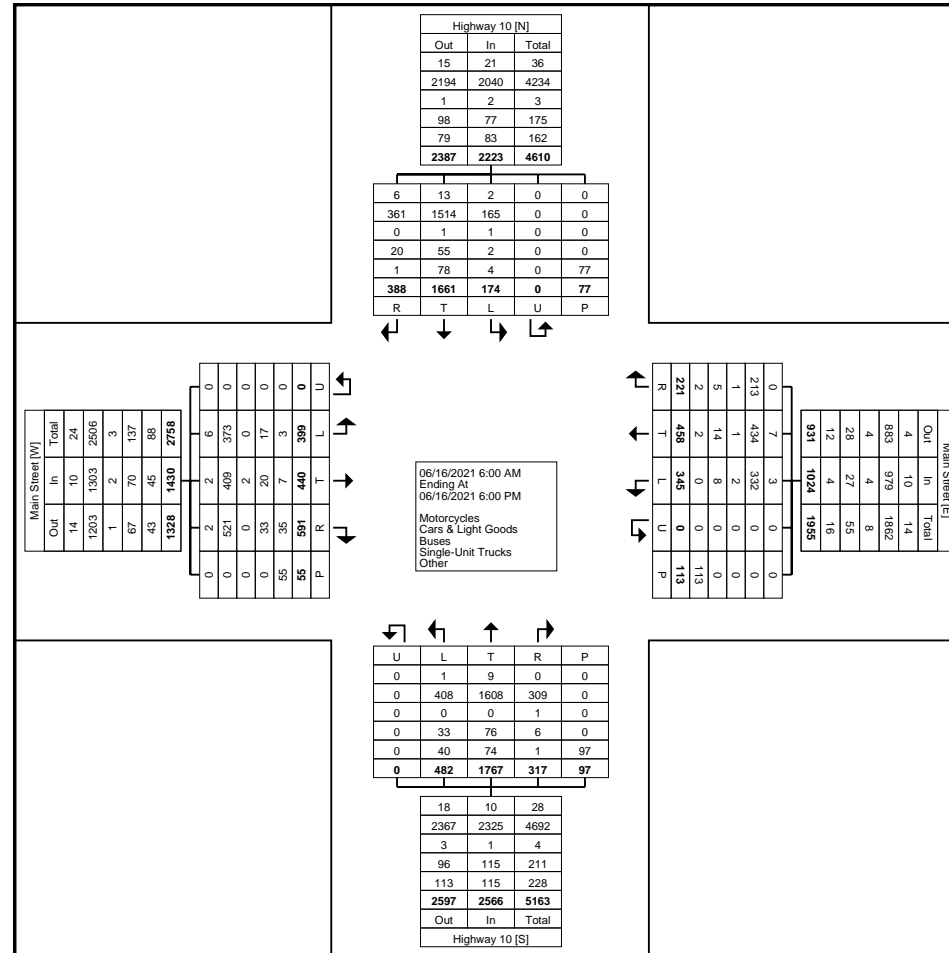 Highway 10 [N]
Out In Total
15 21 36
2194 2040 4234
1 2 3
98 77 175
79 83 162
2387 2223 4610
6 13 2 0 0
361 1514 165 0 0
0 1 1 0 0
20 55 2 0 0
1 78 4 0 77
388 1661 174 0 77
R T L U P
U L T R P
0 399 440 591 55
0 3 7 35 55
0 17 20 33 0
0 0 2 0 0
0 373 409 521 0
0 6 2 2 0
2758 1430 1328
88 45 43
137 70 67
3 2 1
2506 1303 1203
24 10 14
Total In Out
Main Street [W]
06/16/2021 6:00 AM
Ending At
06/16/2021 6:00 PM
Motorcycles
Cars & Light Goods
Buses
Single-Unit Trucks
Other
Main Street [E]
Out In Total
4 10 14
883 979 1862
4 4 8
28 27 55
12 4 16
931 1024 1955
0 7 3 0 0
213 434 332 0 0
1 1 2 0 0
5 14 8 0 0
2 2 0 0 113
221 458 345 0 113
R T L U P
U L T R P
0 1 9 0 0
0 408 1608 309 0
0 0 0 1 0
0 33 76 6 0
0 40 74 1 97
0 482 1767 317 97
18 10 28
2367 2325 4692
3 1 4
96 115 211
113 115 228
2597 2566 5163
Out In Total
Highway 10 [S]